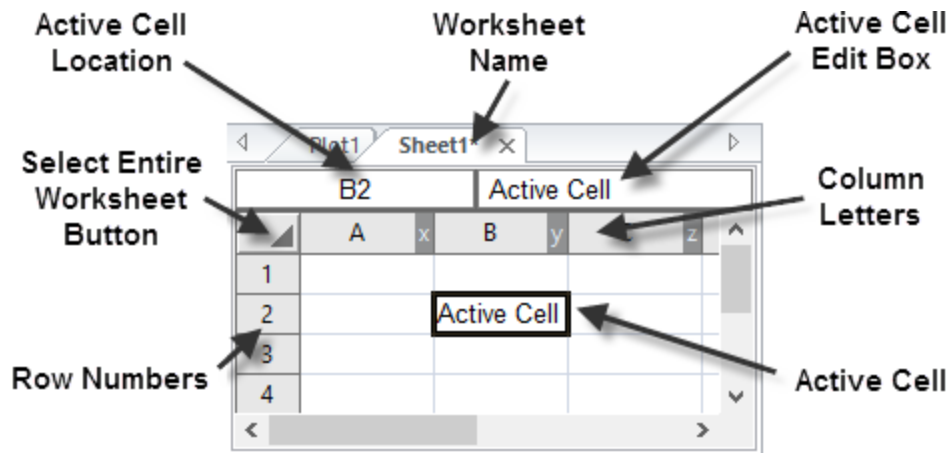 Active Cell
Location
Worksheet
Name
Active Cell
Edit Box
Plot1 Sheet1* ×
Select Entire
Worksheet
Button
B2 Active Cell
Column
Letters
A x B y z
1
2 Active Cell
3
4
Row Numbers
Active Cell